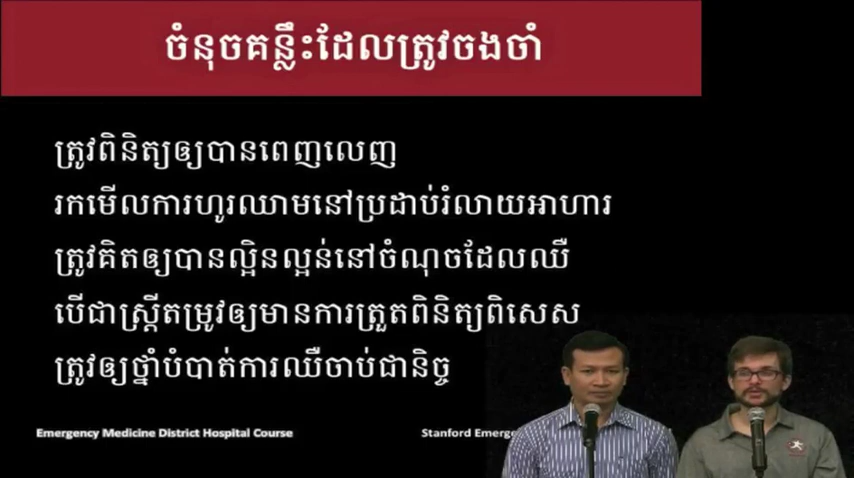 ចំនុចគន្លឹះដែលត្រូវចងចាំ
ត្រូវពិនិត្យឲ្យបានពេញលេញ
រកមើលការហូរឈាមនៅប្រដាប់រំលាយអាហារ
ត្រូវគិតឲ្យបានល្អិនល្អន់នៅចំណុចដែលឈឺ
បើជាស្ត្រីតម្រូវឲ្យមានការត្រួតពិនិត្យពិសេស
ត្រូវឲ្យថ្នាំបំបាត់ការឈឺចាប់ជានិច្ច
Emergency Medicine District Hospital Course
Stanford Emerge